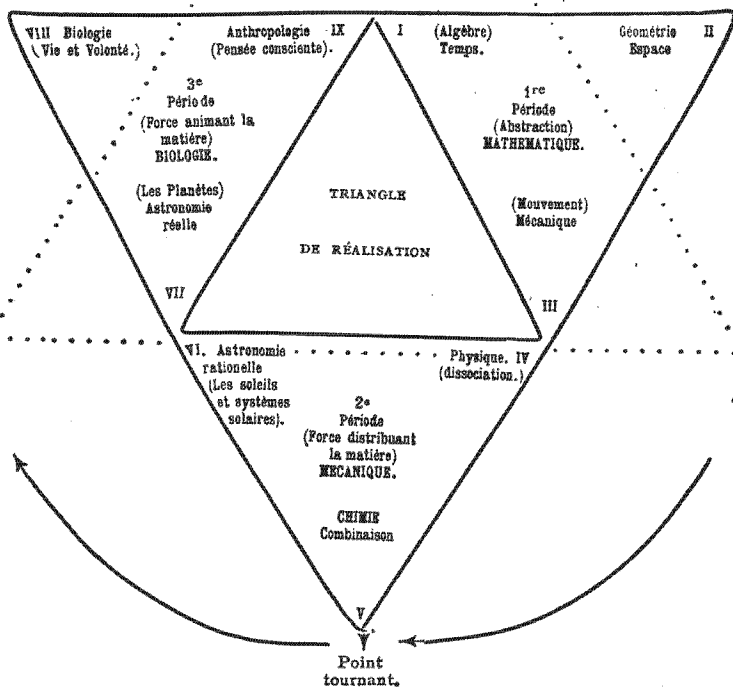 VIII Biologie
(Vie et Volonté.)
Anthropologie IX
(Pensée consciente).
I (Algèbre)
Temps.
Géométrie II
Espace
3e
Période
(Force animant la
matière)
BIOLOGIE.
(Les Planètes)
Astronomie
réelle
VII
1re
Période
(Abstraction)
MATHEMATIQUE.
(Mouvement)
Mécanique
III
TRIANGLE
DE RÉALISATION
VI. Astronomie
rationelle
(Les soleils
et systèmes
solaires).
Physique. IV
(dissociation.)
2e
Période
(Force distribuant
la matière)
MECANIQUE.
CHIMIE
Combinaison
V
Point
tournant.